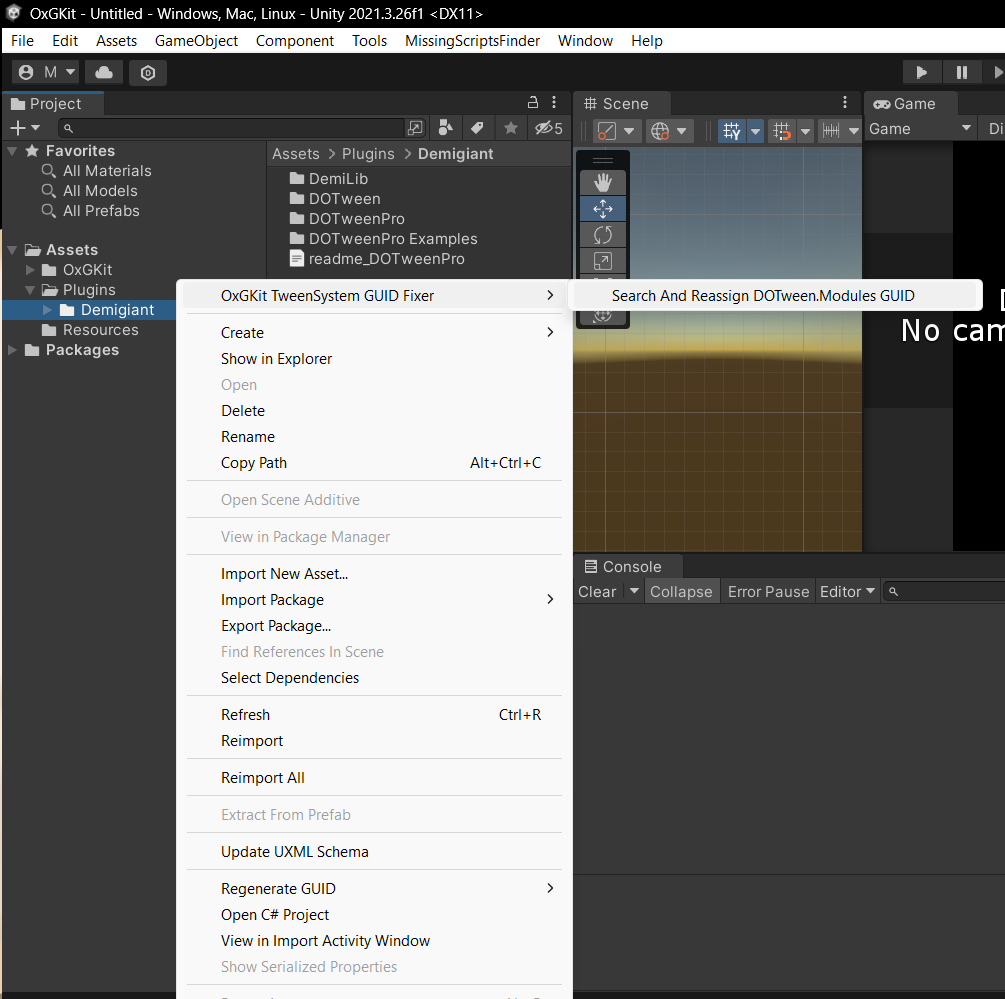 OxGKit - Untitled - Windows, Mac, Linux - Unity 2021.3.26f1 <DX11>
File Edit Assets GameObject Component Tools MissingScriptsFinder Window Help
M
Project
5
Favorites
All Materials
All Models
All Prefabs
Assets
OxGKit
Plugins
Demigiant
Resources
Packages
Assets > Plugins > Demigiant
DemiLib
DOTween
DOTweenPro
DOTweenPro Examples
readme_DOTweenPro
Scene
Game
Game
Di
No cam
OxGKit TweenSystem GUID Fixer >
Search And Reassign DOTween.Modules GUID
Create >
Show in Explorer
Open
Delete
Rename
Copy Path Alt+Ctrl+C
Open Scene Additive
View in Package Manager
Import New Asset...
Import Package >
Export Package...
Find References In Scene
Select Dependencies
Refresh Ctrl+R
Reimport
Reimport All
Extract From Prefab
Update UXML Schema
Regenerate GUID >
Open C# Project
View in Import Activity Window
Show Serialized Properties
Console
Clear Collapse Error Pause Editor